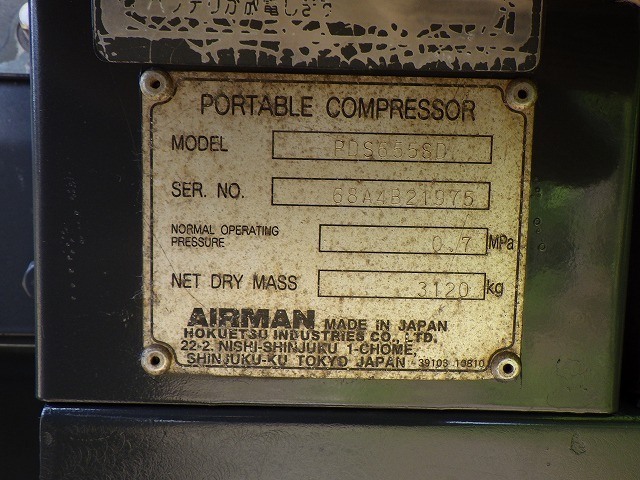 PORTABLE COMPRESSOR
MODEL PDS655SD
SER. NO. 68A4B21975
NORMAL OPERATING
PRESSURE 0.7 MPa
NET DRY MASS 3120 kg
AIRMAN MADE IN JAPAN
HOKUETSU INDUSTRIES CO., LTD.
22-2 NISHI-SHINJUKU 1-CHOME
SHINJUKU-KU TOKYO JAPAN 39103 10810